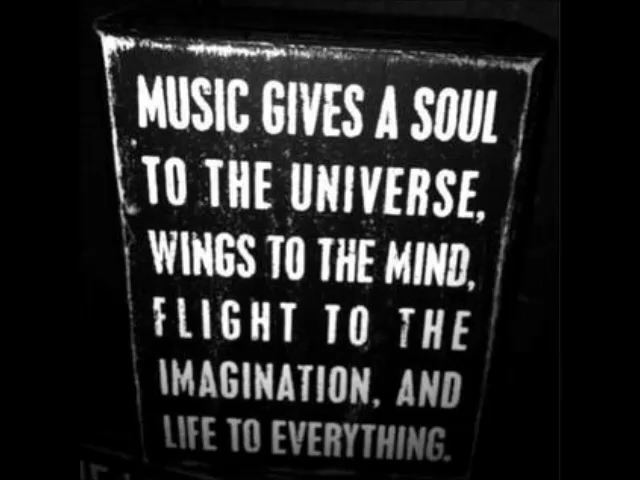 MUSIC GIVES A SOUL
TO THE UNIVERSE,
WINGS TO THE MIND,
FLIGHT TO THE
IMAGINATION, AND
LIFE TO EVERYTHING.